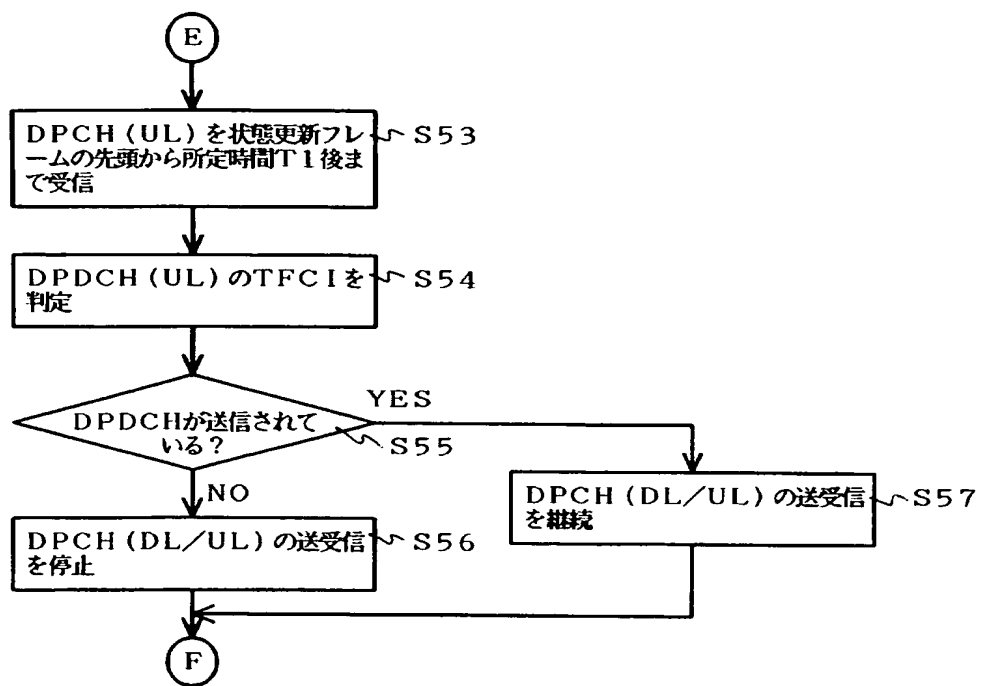 E
DPCH(UL)を状態更新フレ
ームの先頭から所定時間T1後ま
で受信
S53
DPDCH(UL)のTFCIを
判定
S54
DPDCHが送信されて
いる?
S55
YES
NO
DPCH(DL/UL)の送受信
を停止
S56
DPCH(DL/UL)の送受信
を継続
S57
F